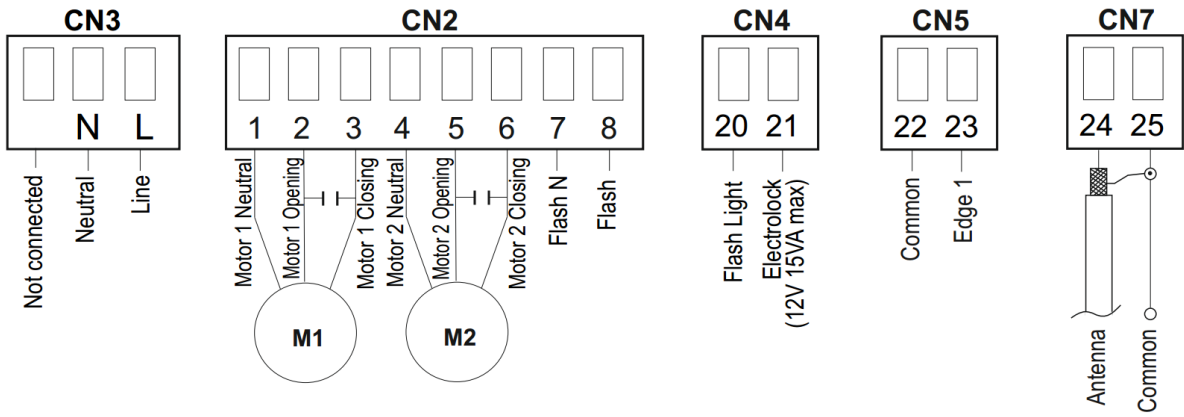 CN3
CN2
CN4
CN5
CN7
N L
1 2 3 4 5 6 7 8
20 21
22 23
24 25
Not connected
Neutral
Line
Motor 1 Neutral
Motor 1 Opening
Motor 1 Closing
Motor 2 Neutral
Motor 2 Opening
Motor 2 Closing
Flash N
Flash
Flash Light
Electrolock
(12V 15VA max)
Common
Edge 1
Antenna
Common
M1
M2